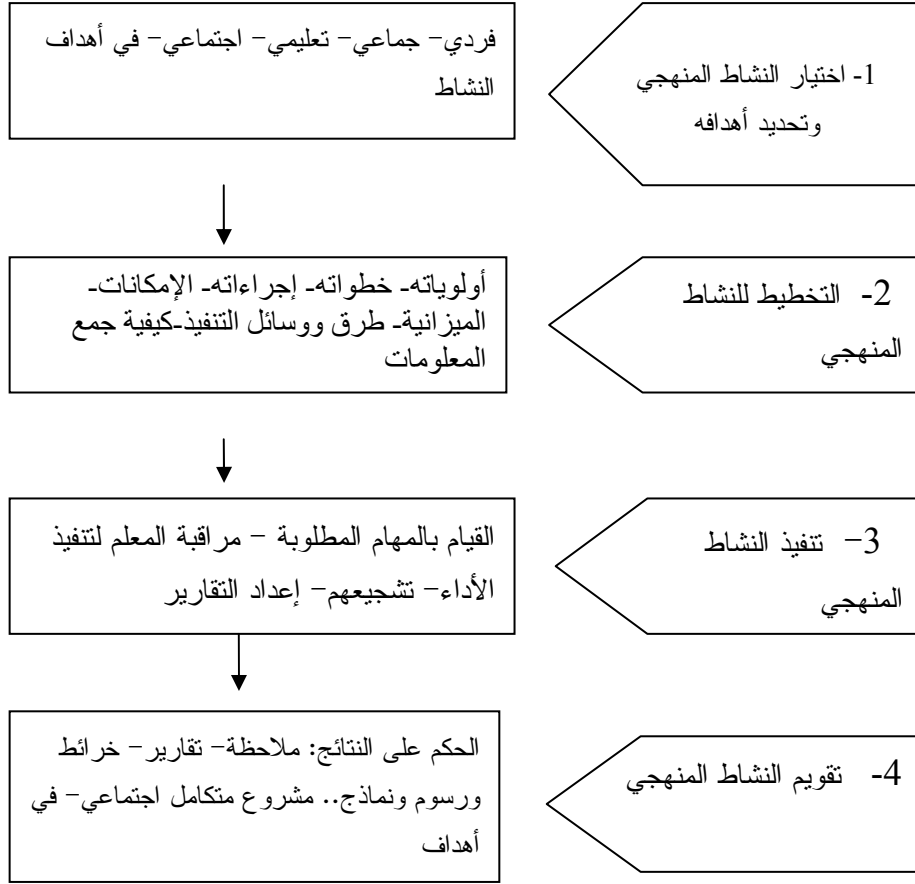 1- اختيار النشاط المنهجي
وتحديد أهدافه
فردي– جماعي– تعليمي– اجتماعي– في أهداف
النشاط
2- التخطيط للنشاط
المنهجي
أولوياته- خطواته- إجراءاته- الإمكانات-
الميزانية- طرق ووسائل التنفيذ-كيفية جمع
المعلومات
3– تنفيذ النشاط
المنهجي
القيام بالمهام المطلوبة – مراقبة المعلم لتنفيذ
الأداء– تشجيعهم– إعداد التقارير
4- تقويم النشاط المنهجي
الحكم على النتائج: ملاحظة– تقارير– خرائط
ورسوم ونماذج.. مشروع متكامل اجتماعي– في
أهداف